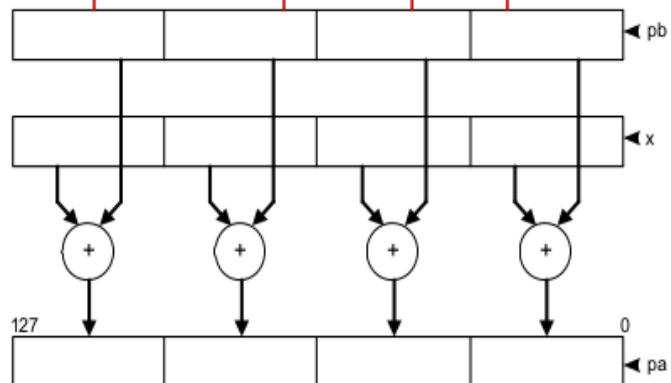 pb
x
+ + + +
127 0
pa